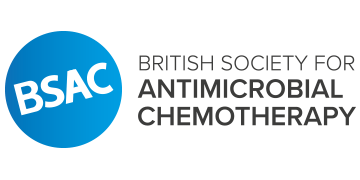 BSAC
BRITISH SOCIETY FOR
ANTIMICROBIAL
CHEMOTHERAPY